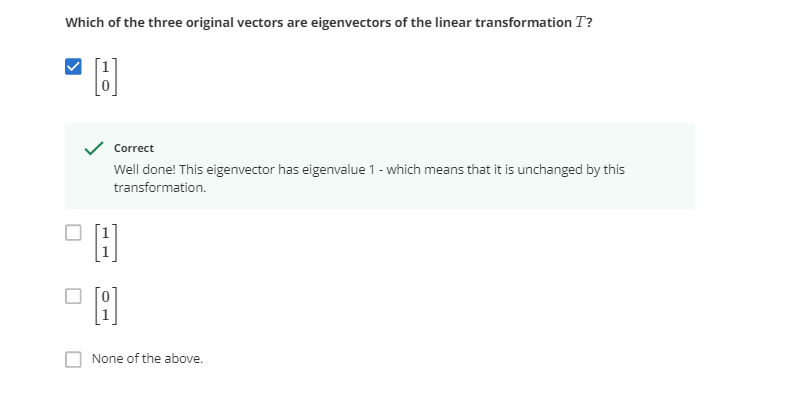 Which of the three original vectors are eigenvectors of the linear transformation T?
[1
0]
Correct
Well done! This eigenvector has eigenvalue 1 - which means that it is unchanged by this
transformation.
[1
1]
[0
1]
None of the above.